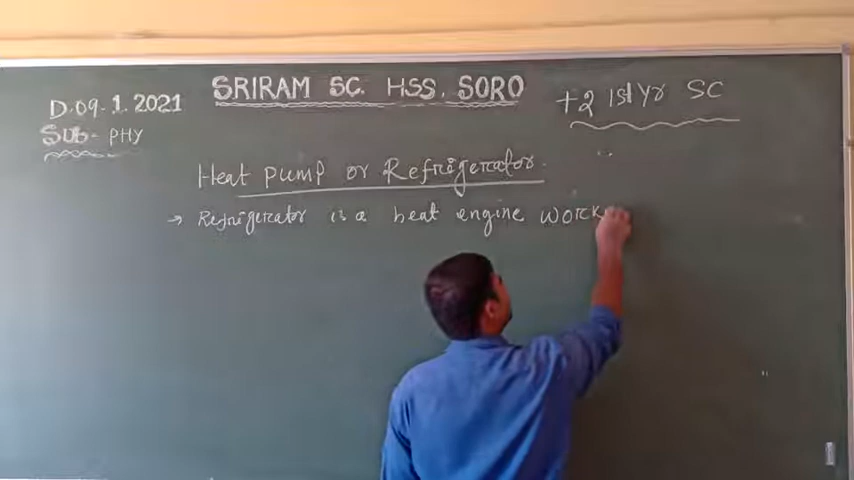 SRIRAM SC. HSS. SORO
D.09.1.2021
+2 1st Yr SC
SUB- PHY
Heat pump or Refrigerator.
→ Refrigerator is a heat engine work